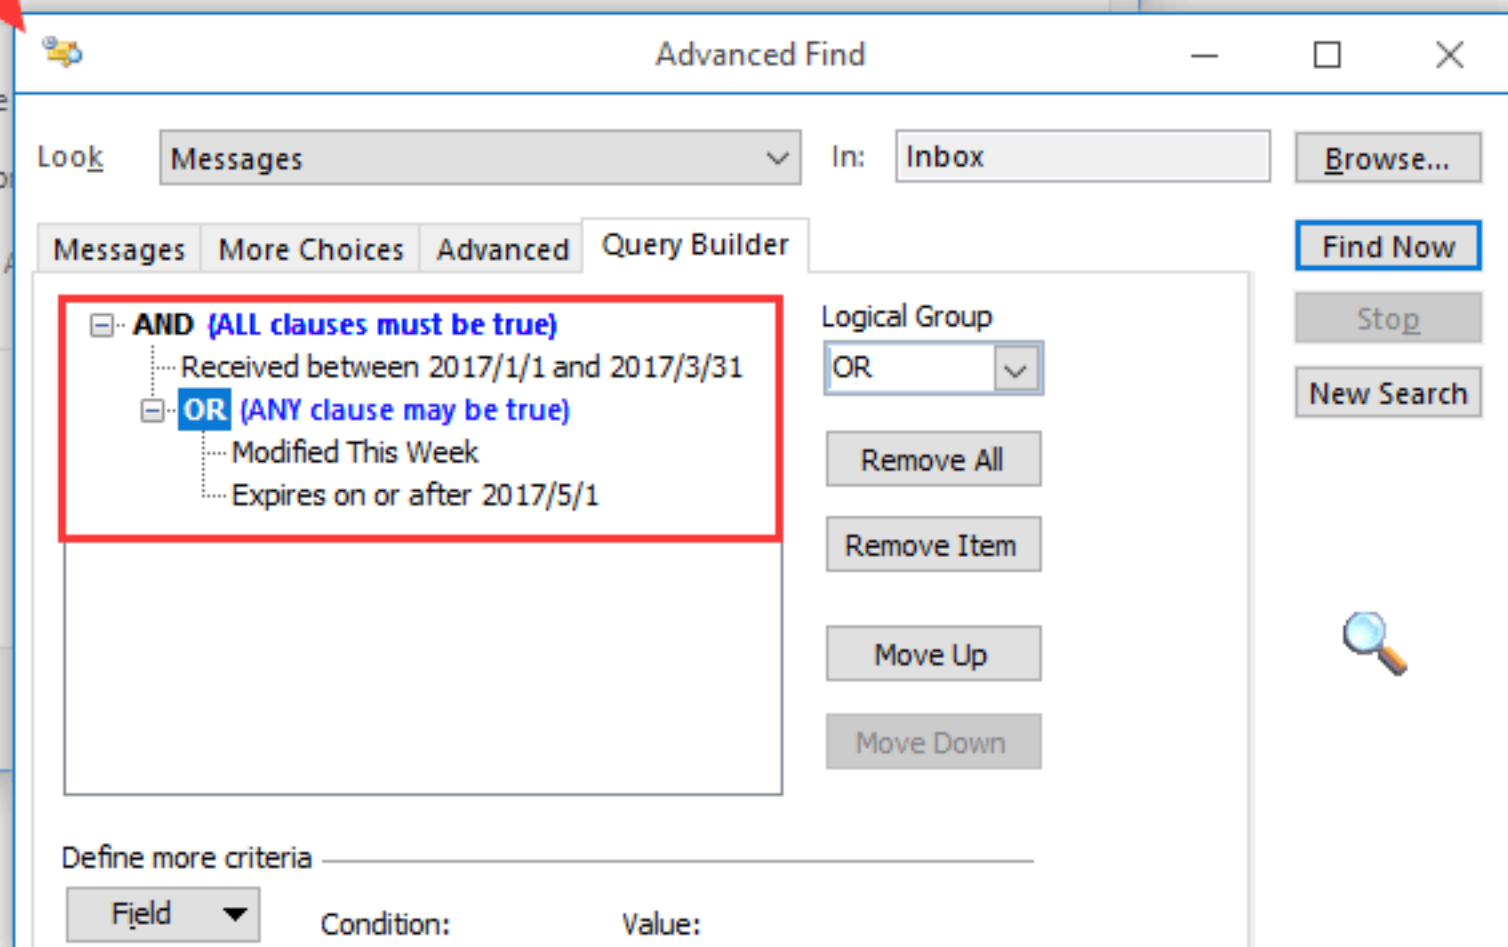 Advanced Find
Look Messages In: Inbox Browse...
Messages More Choices Advanced Query Builder Find Now
AND (ALL clauses must be true) Logical Group
Received between 2017/1/1 and 2017/3/31 OR
OR (ANY clause may be true)
Modified This Week
Expires on or after 2017/5/1
Stop
New Search
Remove All
Remove Item
Move Up
Move Down
Define more criteria
Field Condition: Value: